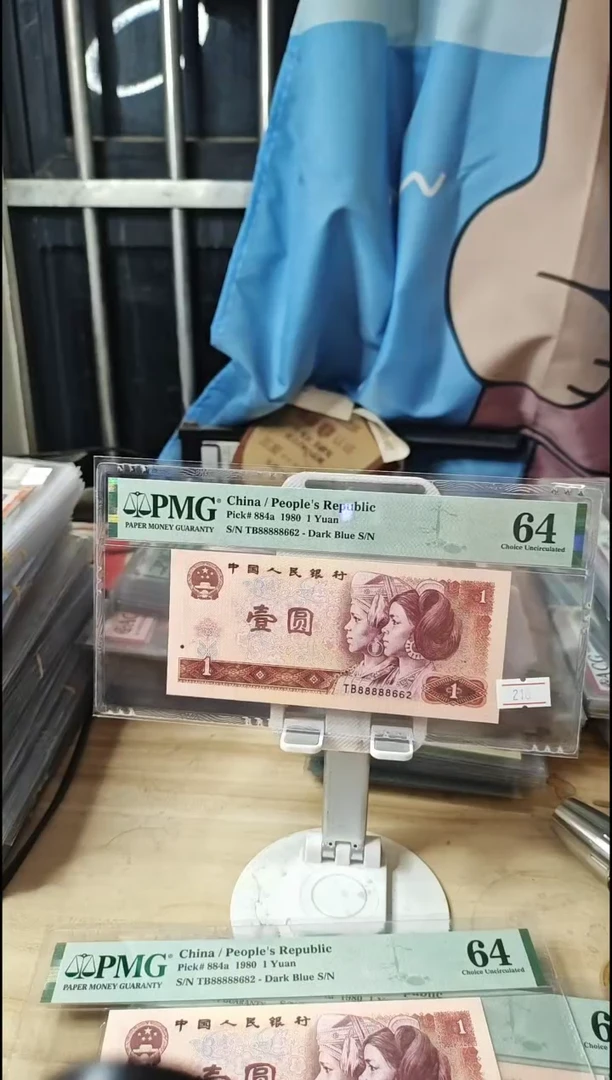 PMG
PAPER MONEY GUARANTY
China / People's Republic
Pick# 884a 1980 1 Yuan
S/N TB88888662 - Dark Blue S/N
64
Choice Uncirculated
中国人民银行
1
壹圆
1
TB88888662
1
PMG
PAPER MONEY GUARANTY
China / People's Republic
Pick# 884a 1980 1 Yuan
S/N TB88888682 - Dark Blue S/N
64
Choice Uncirculated
中国人民银行
1
壹圆